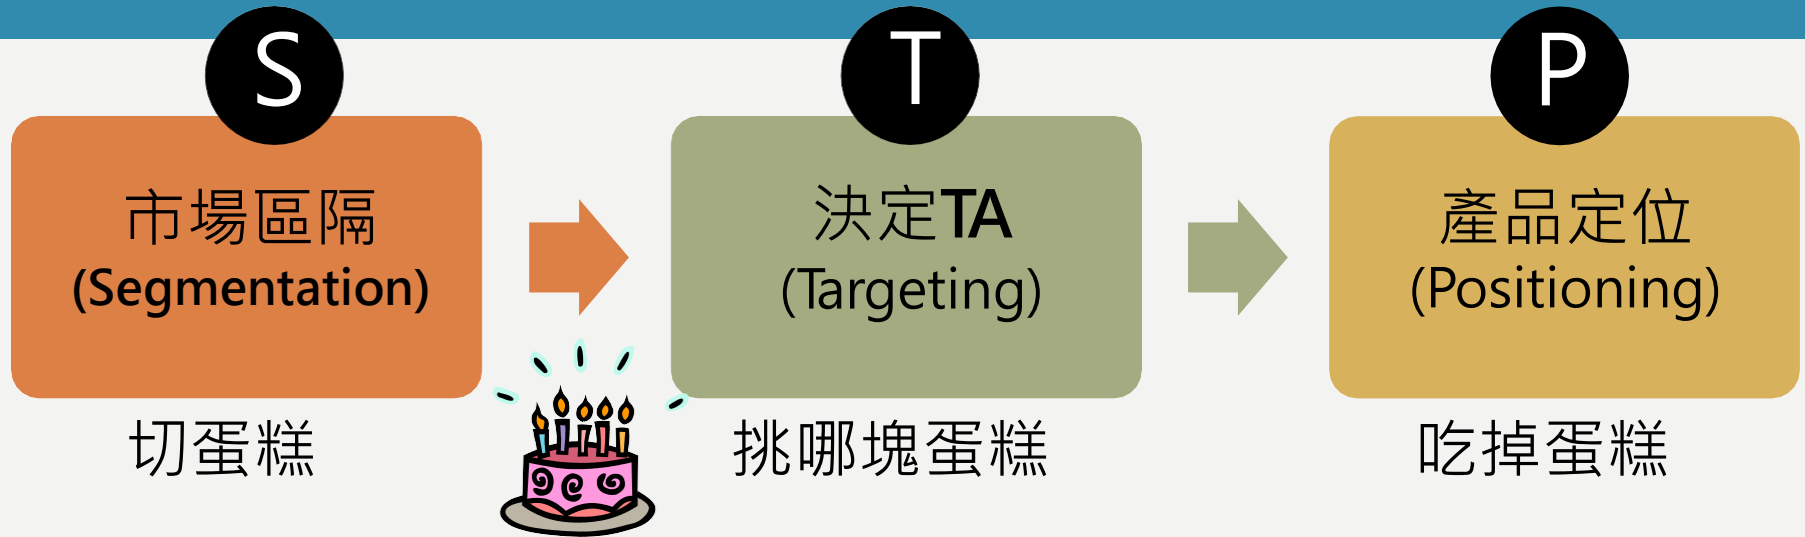 S
市場區隔
(Segmentation)
切蛋糕
T
決定TA
(Targeting)
挑哪塊蛋糕
P
產品定位
(Positioning)
吃掉蛋糕